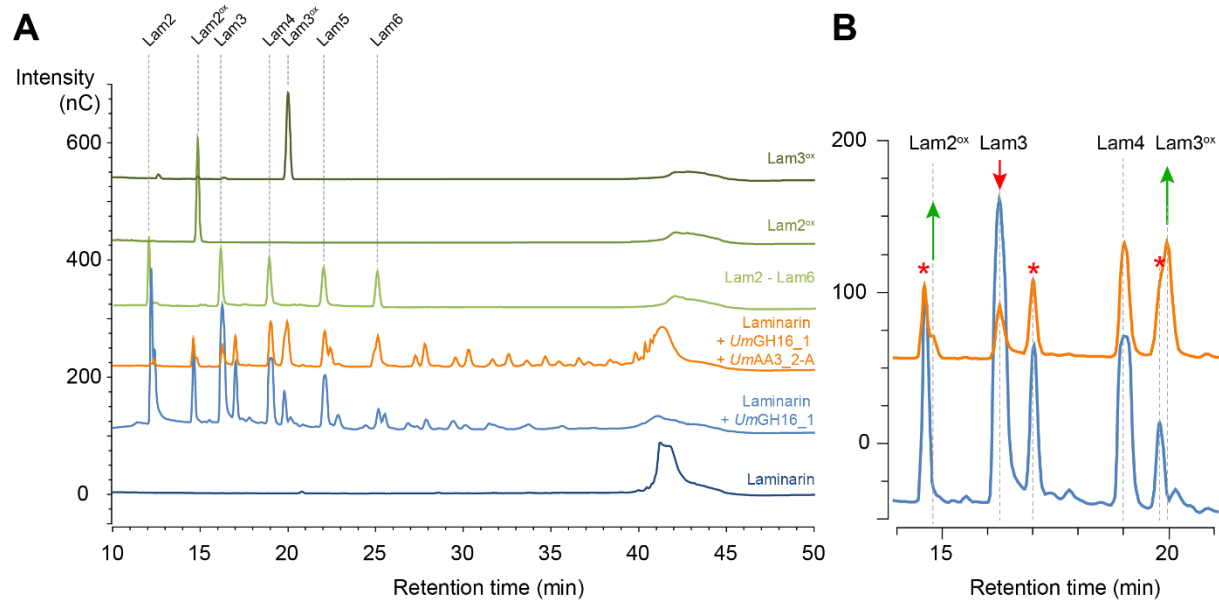 A
Lam2
Lam2ox
Lam3
Lam4
Lam3ox
Lam5
Lam6
Intensity
(nC)
600
400
200
0
Lam3ox
Lam2ox
Lam2 - Lam6
Laminarin
+ UmGH16_1
+ UmAA3_2-A
Laminarin
+ UmGH16_1
Laminarin
10 15 20 25 30 35 40 45 50
Retention time (min)
B
200
100
0
Lam2ox Lam3 Lam4 Lam3ox
* * *
15 20
Retention time (min)